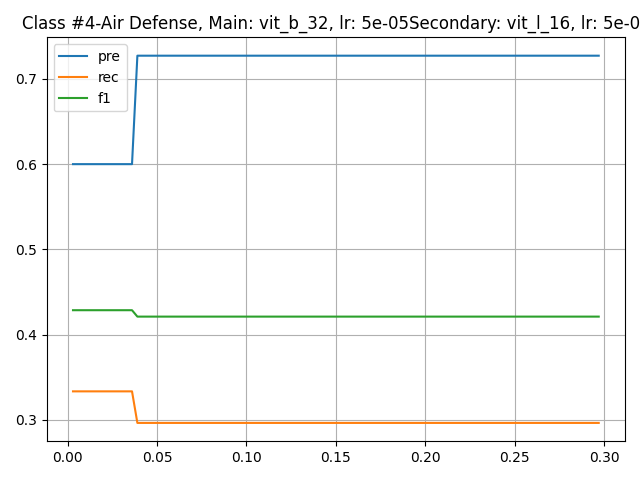 Class #4-Air Defense, Main: vit_b_32, lr: 5e-05Secondary: vit_l_16, lr: 5e-0
pre
rec
f1
0.7
0.6
0.5
0.4
0.3
0.00 0.05 0.10 0.15 0.20 0.25 0.30